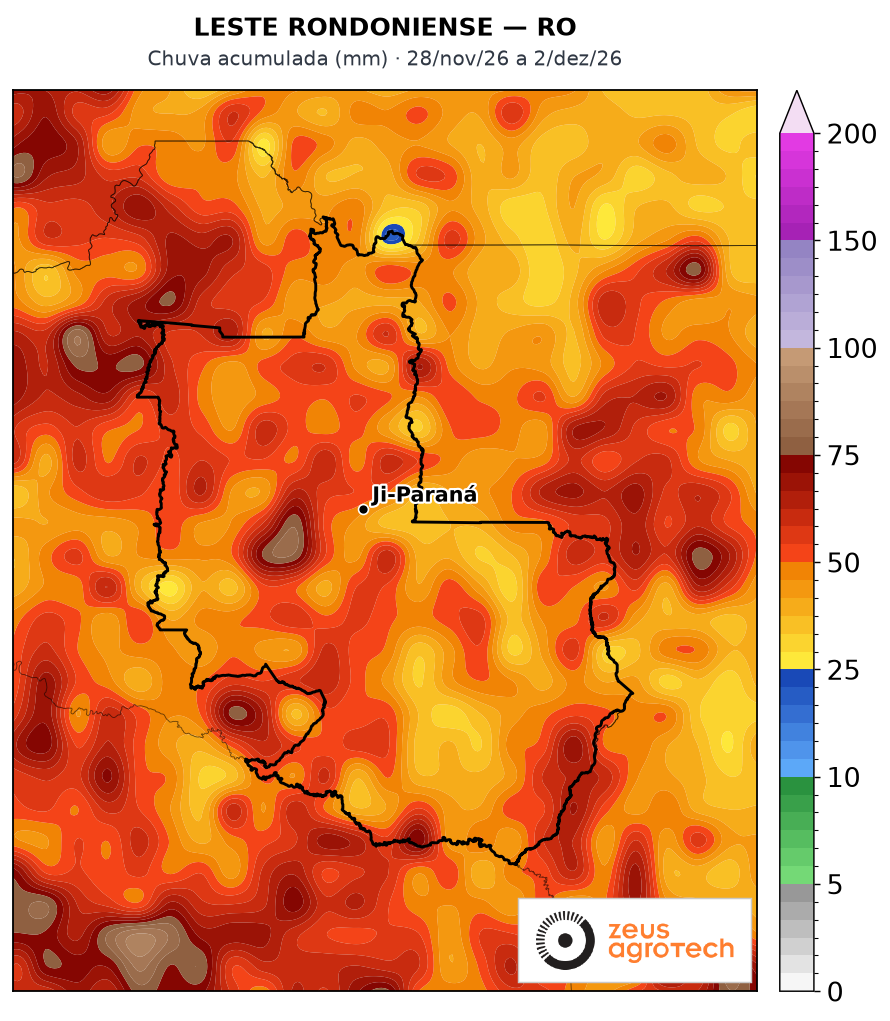 LESTE RONDONIENSE — RO
Chuva acumulada (mm) · 28/nov/26 a 2/dez/26
200
150
100
75
50
25
10
5
0
Ji-Paraná
zeus
agrotech